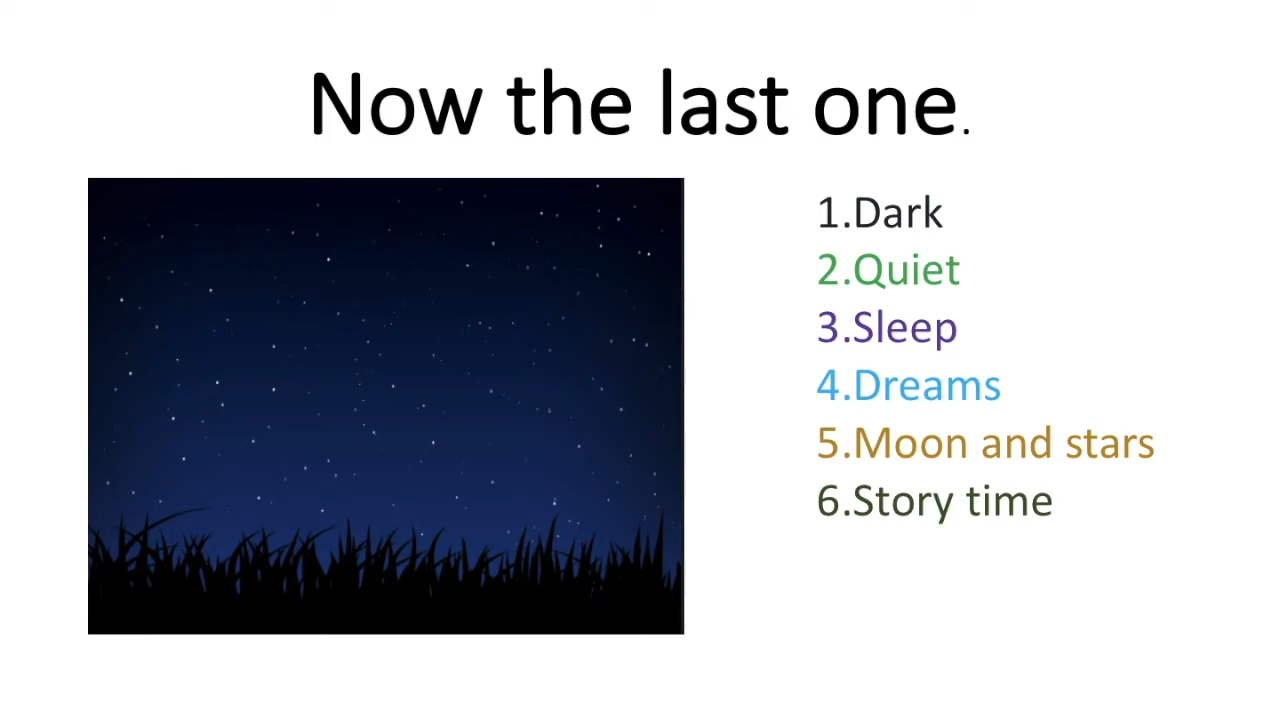 Now the last one.
1.Dark
2.Quiet
3.Sleep
4.Dreams
5.Moon and stars
6.Story time